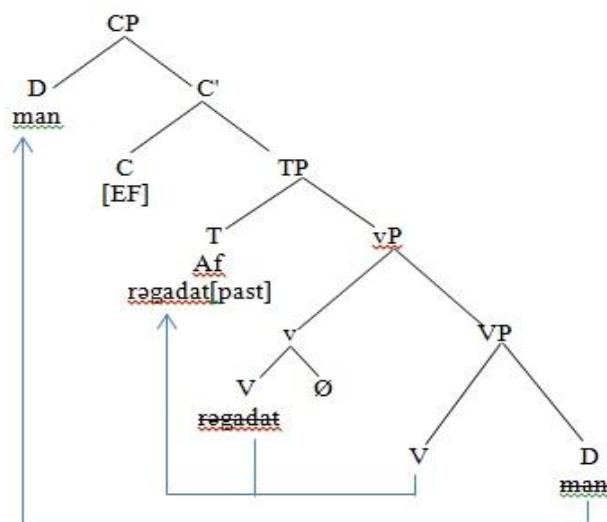 CP
D
C'
man
C
TP
[EF]
T
vP
Af
rəgadat[past]
v
VP
V
Ø
rəgadat
V
D
man